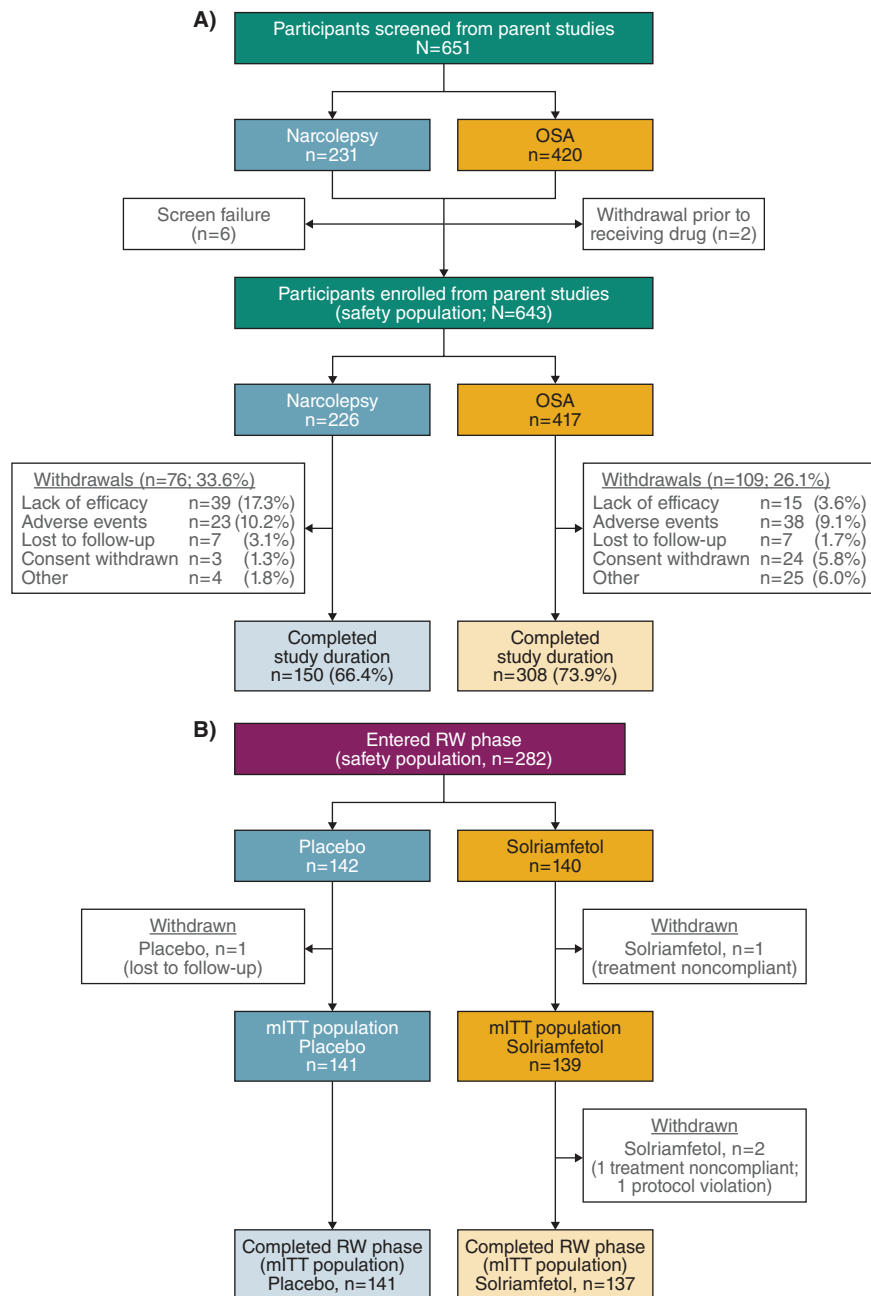 A)
Participants screened from parent studies
N=651
Narcolepsy
n=231
OSA
n=420
Screen failure
(n=6)
Withdrawal prior to
receiving drug (n=2)
Participants enrolled from parent studies
(safety population; N=643)
Narcolepsy
n=226
OSA
n=417
Withdrawals (n=76; 33.6%)
Lack of efficacy n=39 (17.3%)
Adverse events n=23 (10.2%)
Lost to follow-up n=7 (3.1%)
Consent withdrawn n=3 (1.3%)
Other n=4 (1.8%)
Withdrawals (n=109; 26.1%)
Lack of efficacy n=15 (3.6%)
Adverse events n=38 (9.1%)
Lost to follow-up n=7 (1.7%)
Consent withdrawn n=24 (5.8%)
Other n=25 (6.0%)
Completed
study duration
n=150 (66.4%)
Completed
study duration
n=308 (73.9%)
B)
Entered RW phase
(safety population, n=282)
Placebo
n=142
Solriamfetol
n=140
Withdrawn
Placebo, n=1
(lost to follow-up)
Withdrawn
Solriamfetol, n=1
(treatment noncompliant)
mITT population
Placebo
n=141
mITT population
Solriamfetol
n=139
Withdrawn
Solriamfetol, n=2
(1 treatment noncompliant;
1 protocol violation)
Completed RW phase
(mITT population)
Placebo, n=141
Completed RW phase
(mITT population)
Solriamfetol, n=137